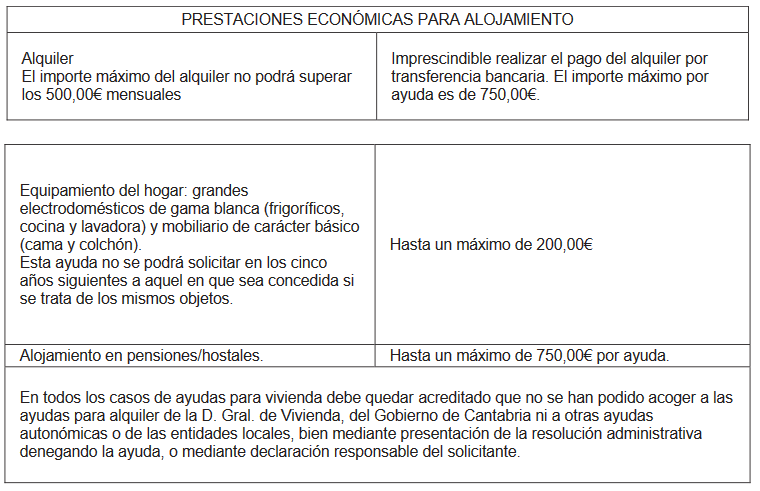 PRESTACIONES ECONÓMICAS PARA ALOJAMIENTO
Alquiler
El importe máximo del alquiler no podrá superar
los 500,00€ mensuales
Imprescindible realizar el pago del alquiler por
transferencia bancaria. El importe máximo por
ayuda es de 750,00€.
Equipamiento del hogar: grandes
electrodomésticos de gama blanca (frigoríficos,
cocina y lavadora) y mobiliario de carácter básico
(cama y colchón).
Esta ayuda no se podrá solicitar en los cinco
años siguientes a aquel en que sea concedida si
se trata de los mismos objetos.
Hasta un máximo de 200,00€
Alojamiento en pensiones/hostales.
Hasta un máximo de 750,00€ por ayuda.
En todos los casos de ayudas para vivienda debe quedar acreditado que no se han podido acoger a las
ayudas para alquiler de la D. Gral. de Vivienda, del Gobierno de Cantabria ni a otras ayudas
autonómicas o de las entidades locales, bien mediante presentación de la resolución administrativa
denegando la ayuda, o mediante declaración responsable del solicitante.